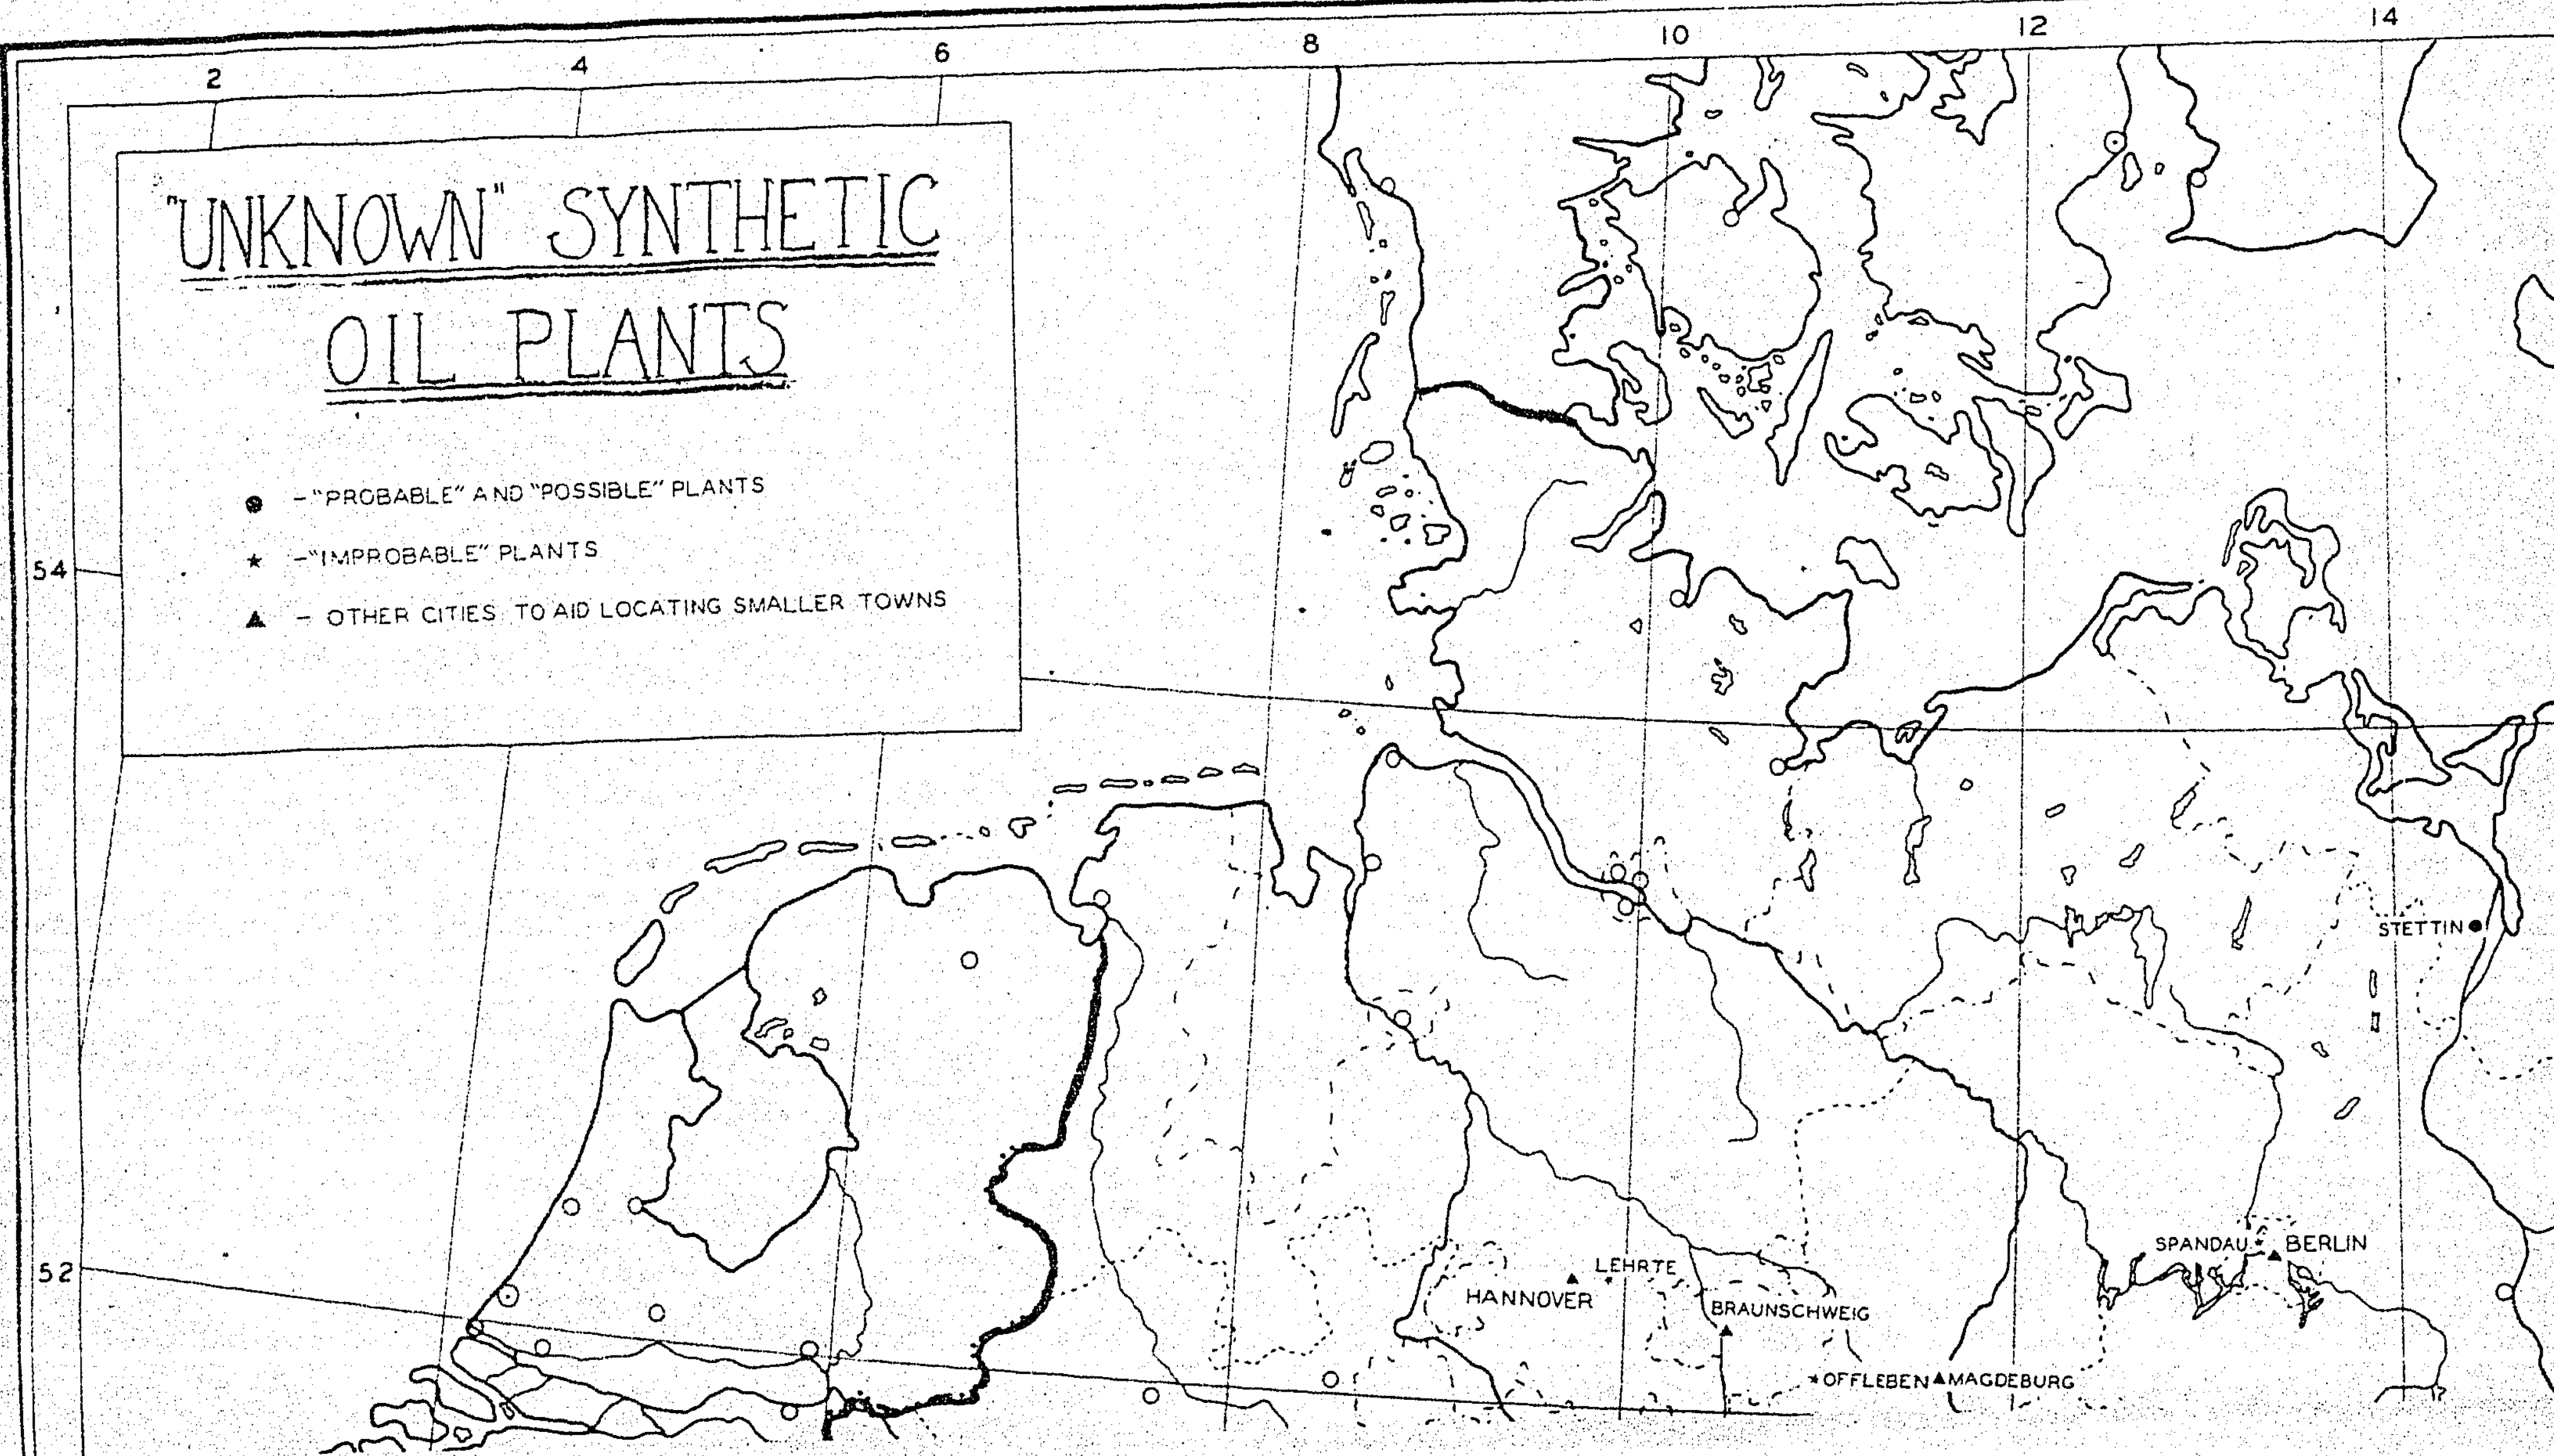 2 4 6 8 10 12 14
"UNKNOWN" SYNTHETIC
OIL PLANTS
● - "PROBABLE" AND "POSSIBLE" PLANTS
★ - "IMPROBABLE" PLANTS
▲ - OTHER CITIES TO AID LOCATING SMALLER TOWNS
54
STETTIN
52
SPANDAU
BERLIN
LEHRTE
HANNOVER
BRAUNSCHWEIG
OFFLEBEN
MAGDEBURG